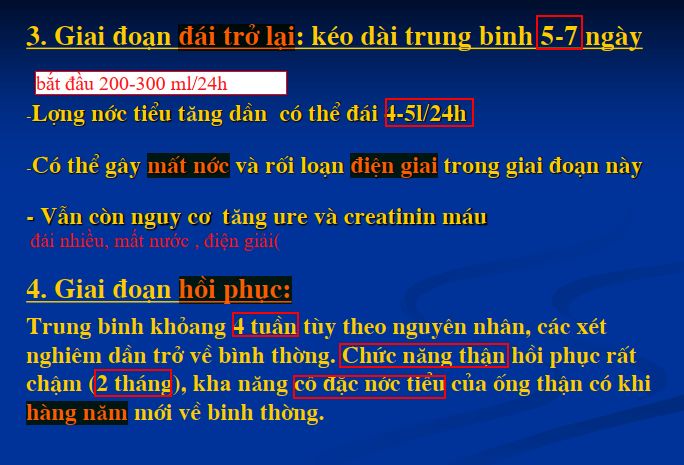 3. Giai đoạn đái trở lại: kéo dài trung binh 5-7 ngày
bắt đầu 200-300 ml/24h
-Lợng nớc tiểu tăng dần có thể đái 4-5l/24h
-Có thể gây mất nớc và rối loạn điện giai trong giai đoạn này
- Vẫn còn nguy cơ tăng ure và creatinin máu
đái nhiều, mất nước , điện giải(
4. Giai đoạn hồi phục:
Trung binh khoảng 4 tuần tùy theo nguyên nhân, các xét
nghiêm dần trở về bình thờng. Chức năng thận hồi phục rất
chậm (2 tháng), kha năng cô đặc nớc tiểu của ống thận có khi
hàng năm mới về binh thờng.